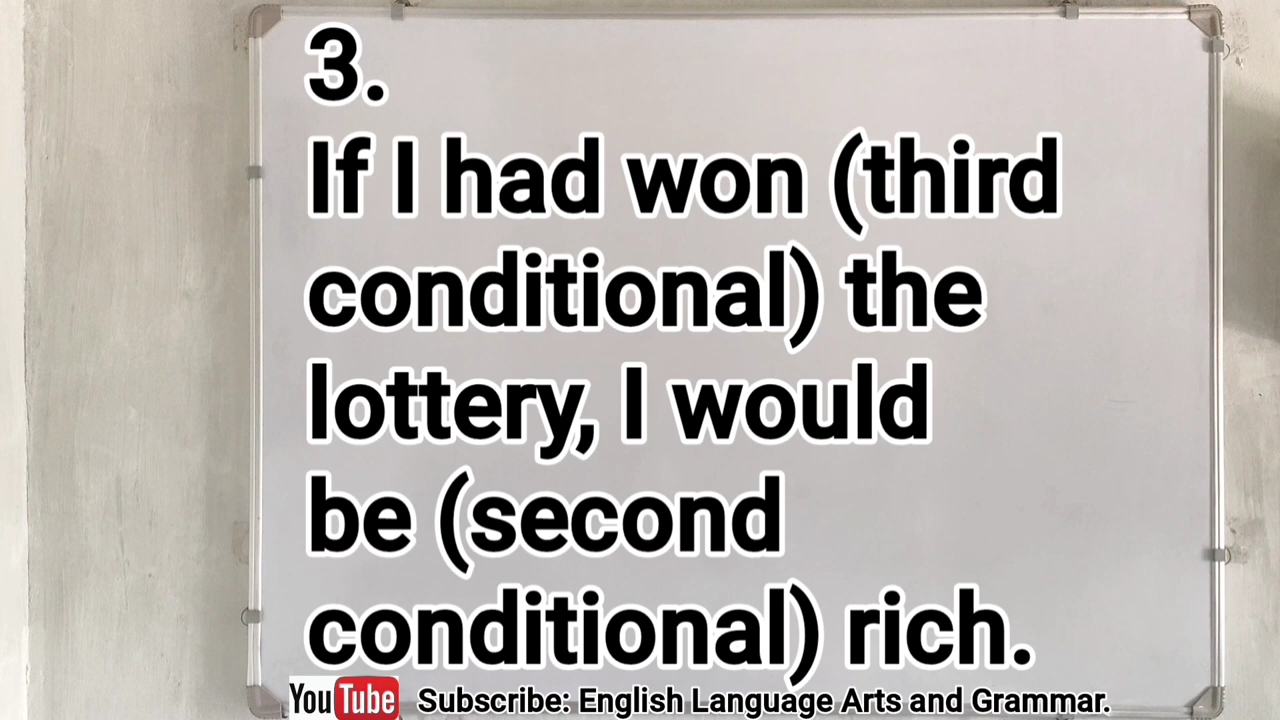 3.
If I had won (third
conditional) the
lottery, I would
be (second
conditional) rich.
YouTube Subscribe: English Language Arts and Grammar.